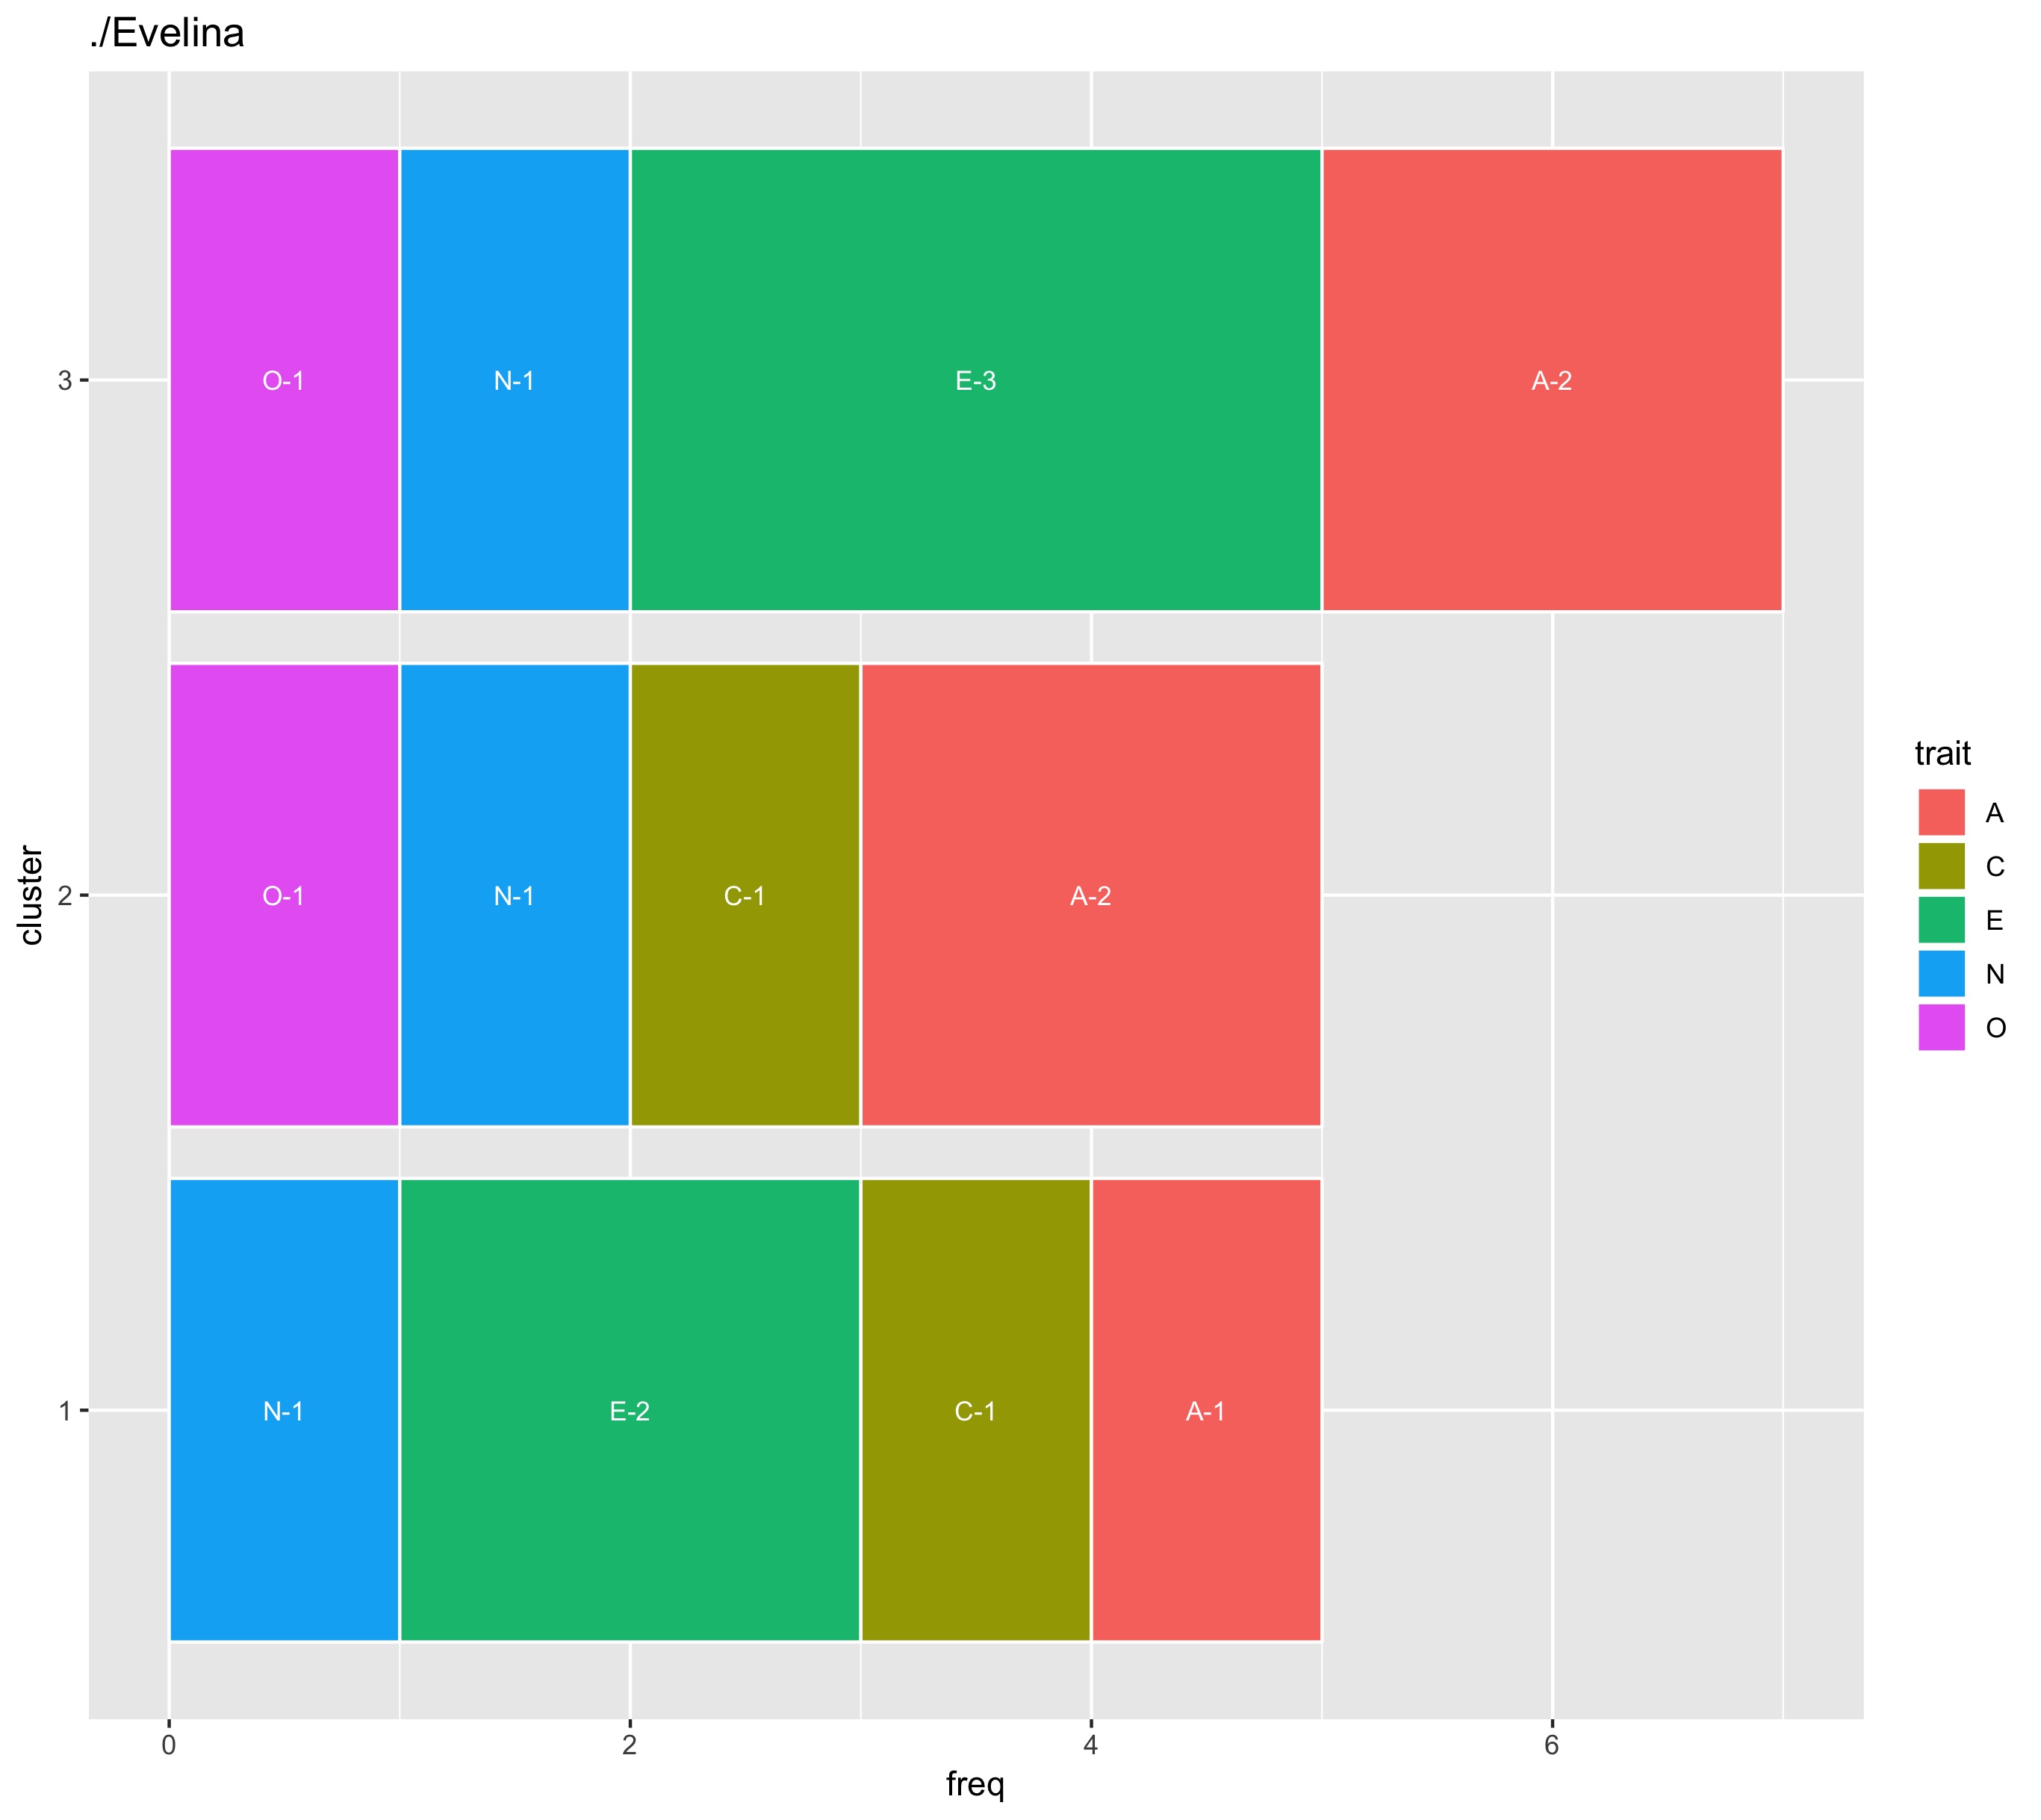 ./Evelina
3
O-1
N-1
E-3
A-2
2
O-1
N-1
C-1
A-2
1
N-1
E-2
C-1
A-1
0
2
4
6
freq
cluster
trait
A
C
E
N
O